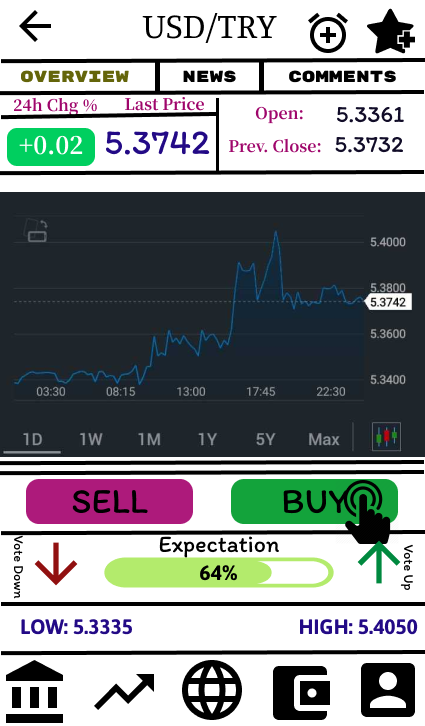 USD/TRY
OVERVIEW NEWS COMMENTS
24h Chg % Last Price
+0.02 5.3742
Open: 5.3361
Prev. Close: 5.3732
5.4000
5.3800
5.3742
5.3600
5.3400
03:30 08:15 13:00 17:45 22:30
1D 1W 1M 1Y 5Y Max
SELL BUY
Vote Down
Expectation
64%
Vote Up
LOW: 5.3335 HIGH: 5.4050